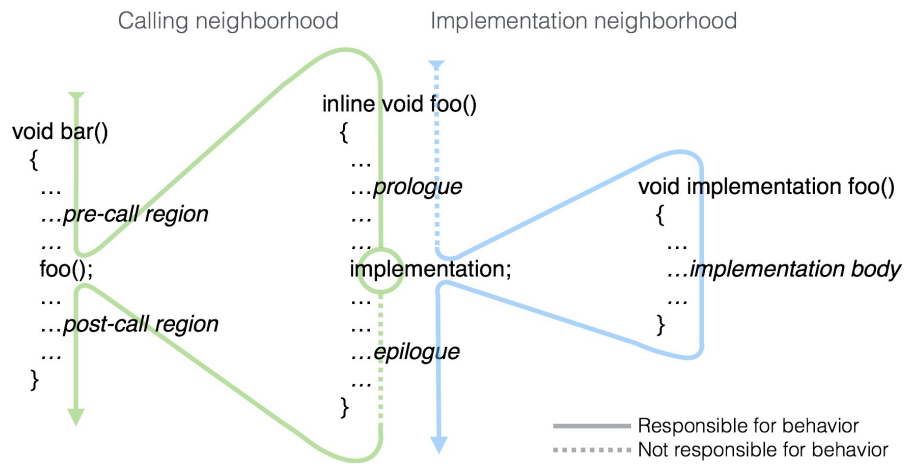 Calling neighborhood
Implementation neighborhood
void bar()
{
…
…pre-call region
…
foo();
…
…post-call region
…
}
inline void foo()
{
…
…prologue
…
…
implementation;
…
…
…epilogue
…
}
void implementation foo()
{
…
…implementation body
…
}
Responsible for behavior
Not responsible for behavior